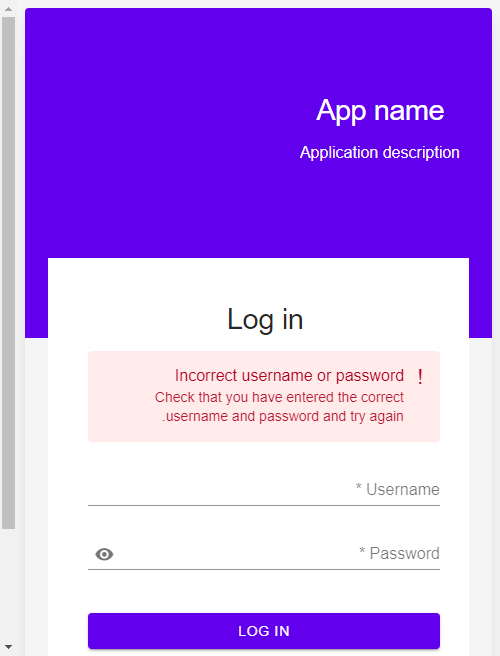 App name
Application description
Log in
Incorrect username or password
!
Check that you have entered the correct
.username and password and try again
* Username
* Password
LOG IN